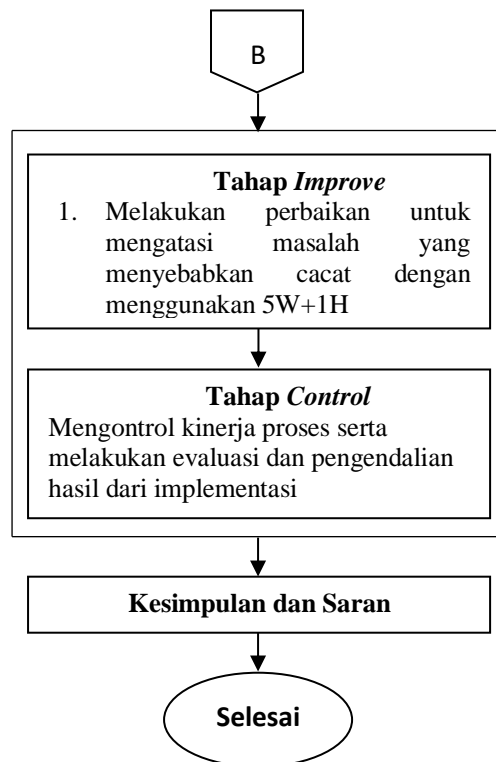 B
Tahap Improve
1. Melakukan perbaikan untuk
mengatasi masalah yang
menyebabkan cacat dengan
menggunakan 5W+1H
Tahap Control
Mengontrol kinerja proses serta
melakukan evaluasi dan pengendalian
hasil dari implementasi
Kesimpulan dan Saran
Selesai